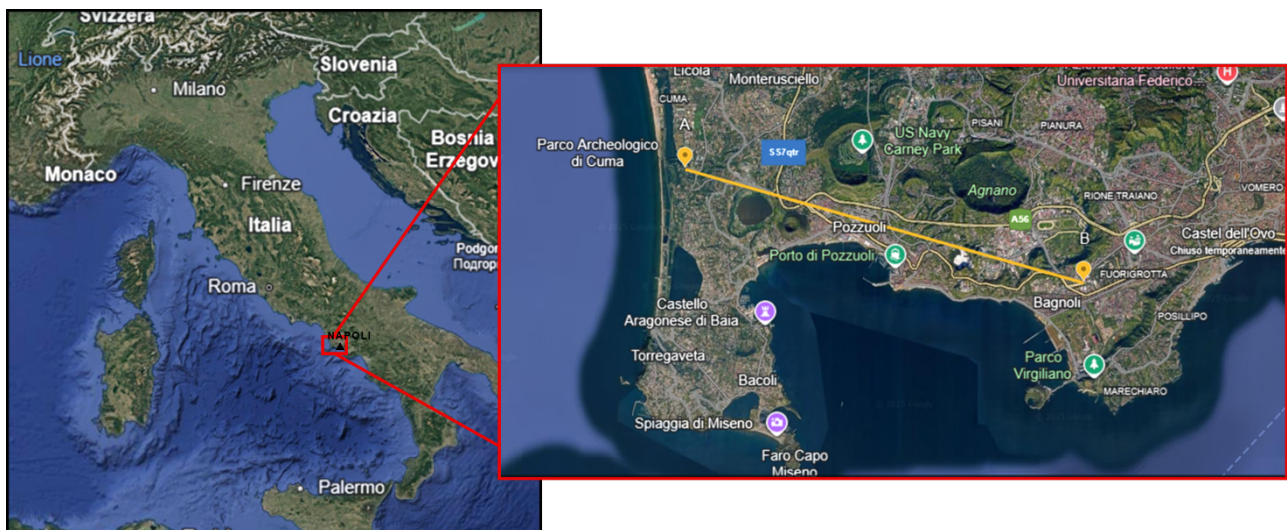 Svizzera
Lione
Milano
Slovenia
Croazia
Bosnia
Erzegov
Monaco
Firenze
Italia
Podgor
Подгор
Roma
NAPOLI
Palermo
Licola
Monterusciello
Azienda Ospedaliera
Universitaria Federico...
H
CUMA
A
PISANI
PIANURA
US Navy
Carney Park
Parco Archeologico
di Cuma
SS7qtr
Agnano
RIONE TRAIANO
VOMERO
A56
Pozzuoli
B
Castel dell'Ovo
Chiuso temporaneamente
Porto di Pozzuoli
FUORIGROTTA
Castello
Aragonese di Baia
Bagnoli
POSILLIPO
Torregaveta
Parco
Virgiliano
Bacoli
MARECHIARO
Spiaggia di Miseno
Faro Capo
Miseno